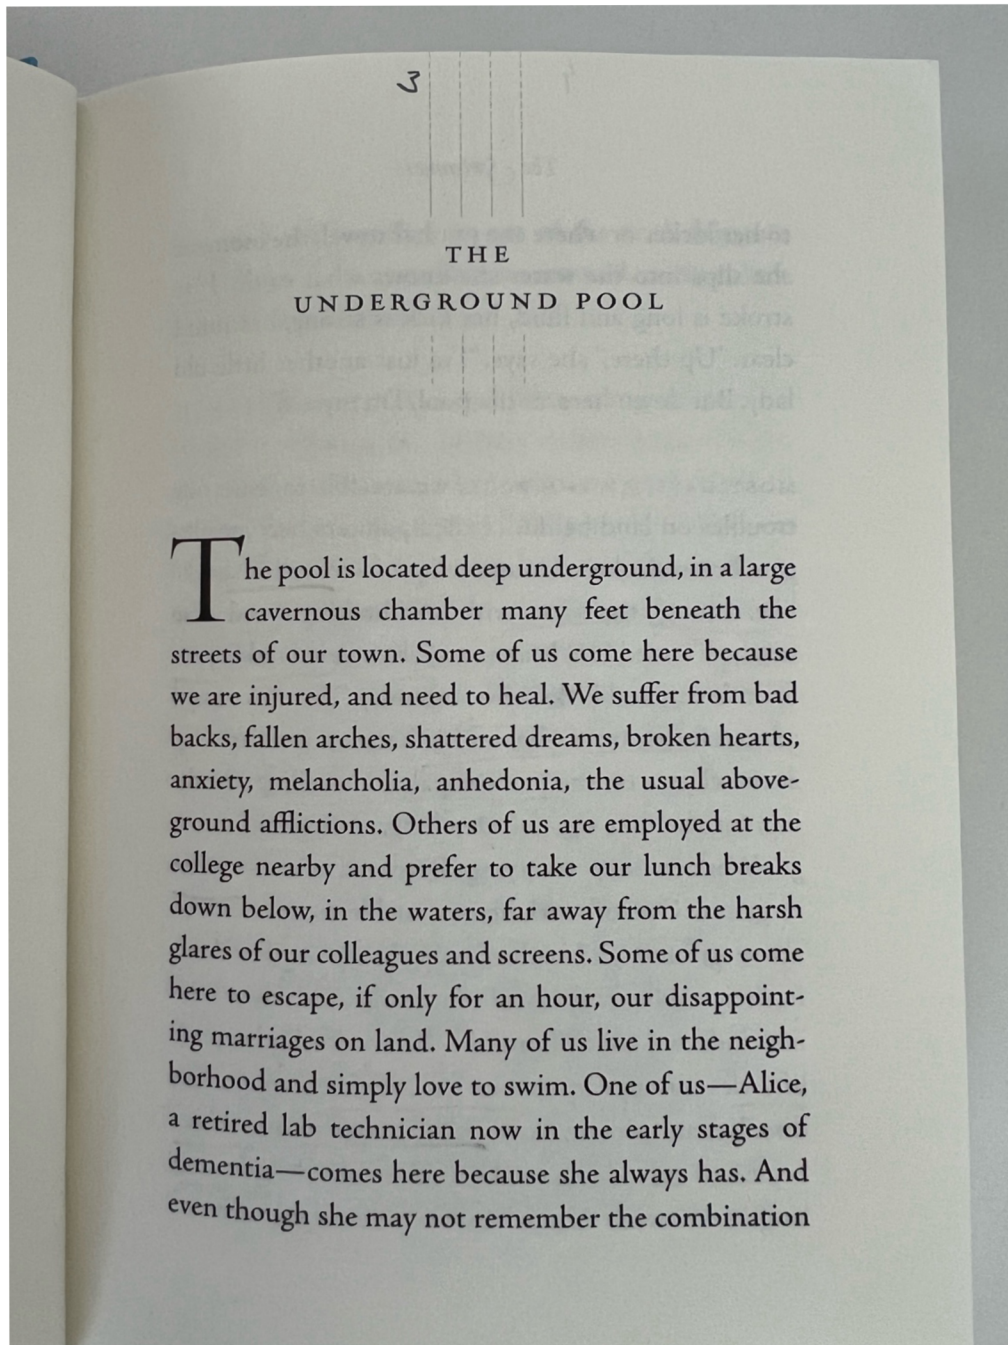 3
THE
UNDERGROUND POOL
The pool is located deep underground, in a large
cavernous chamber many feet beneath the
streets of our town. Some of us come here because
we are injured, and need to heal. We suffer from bad
backs, fallen arches, shattered dreams, broken hearts,
anxiety, melancholia, anhedonia, the usual above-
ground afflictions. Others of us are employed at the
college nearby and prefer to take our lunch breaks
down below, in the waters, far away from the harsh
glares of our colleagues and screens. Some of us come
here to escape, if only for an hour, our disappoint-
ing marriages on land. Many of us live in the neigh-
borhood and simply love to swim. One of us—Alice,
a retired lab technician now in the early stages of
dementia—comes here because she always has. And
even though she may not remember the combination